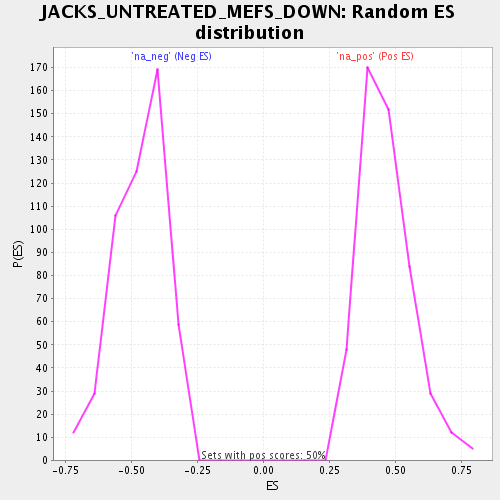 JACKS_UNTREATED_MEFS_DOWN: Random ES
distribution
'na_neg' (Neg ES)
'na_pos' (Pos ES)
170
160
150
140
130
120
110
100
90
80
70
60
50
40
30
20
10
0
P(ES)
Sets with pos scores: 50%
-0.75 -0.50 -0.25 0.00 0.25 0.50 0.75
ES